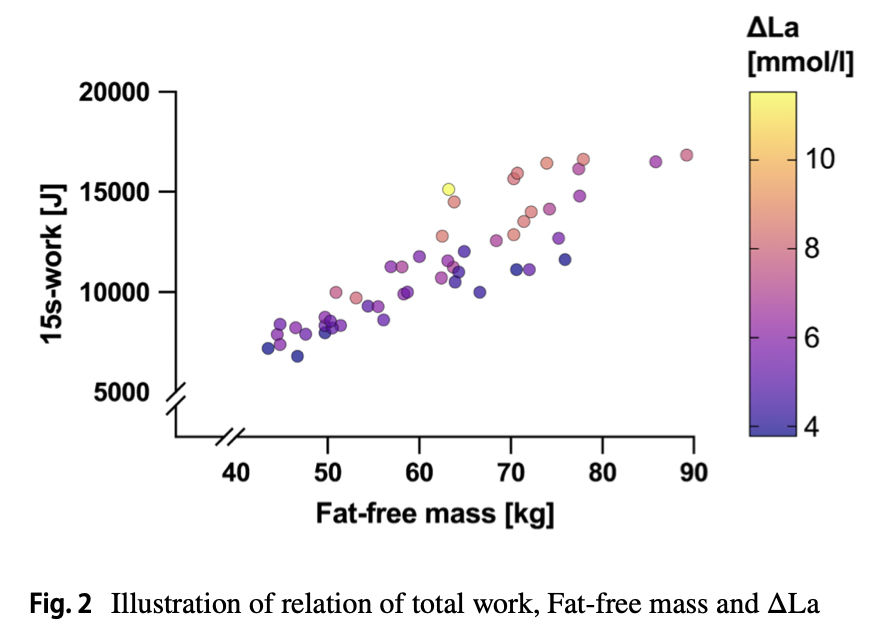 ΔLa
[mmol/l]
20000
15000
10000
5000
15s-work [J]
10
8
6
4
40 50 60 70 80 90
Fat-free mass [kg]
Fig. 2 Illustration of relation of total work, Fat-free mass and ΔLa